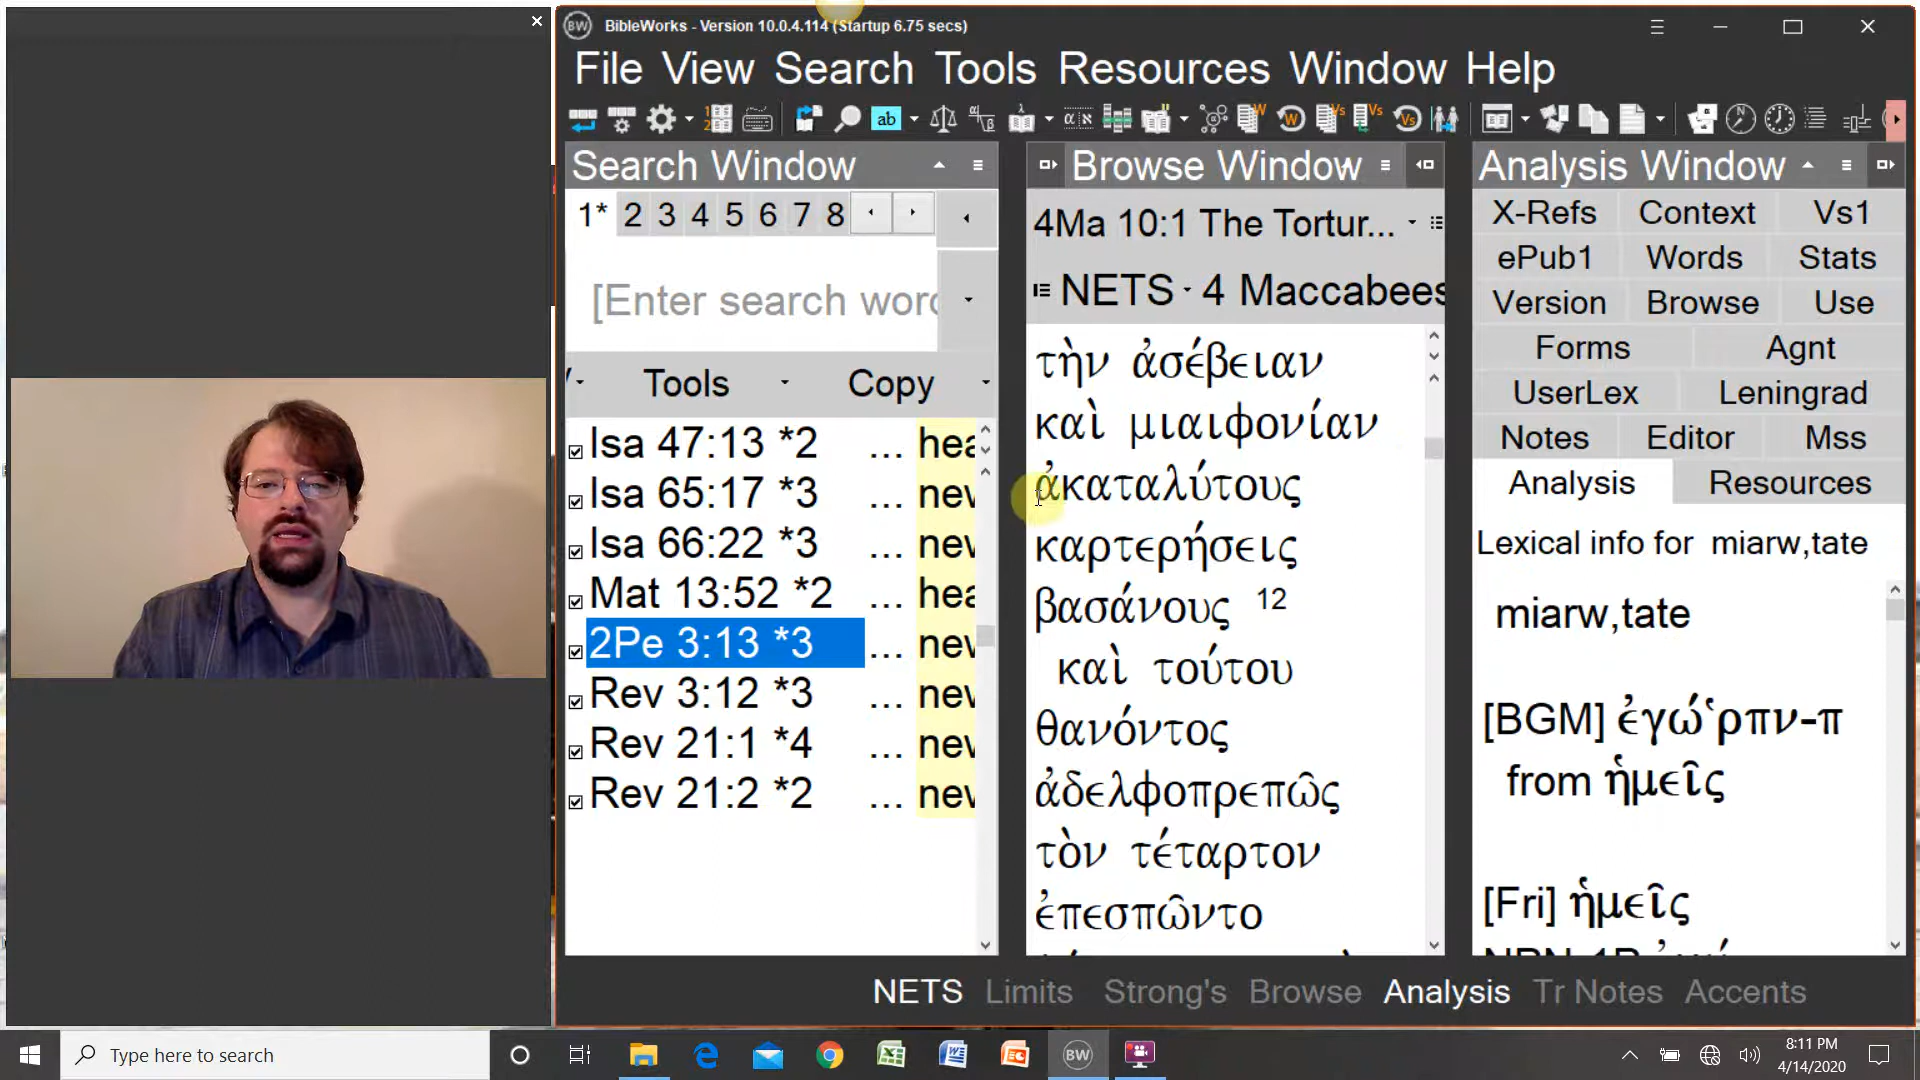 BibleWorks - Version 10.0.4.114 (Startup 6.75 secs)
File View Search Tools Resources Window Help
Search Window
1* 2 3 4 5 6 7 8
[Enter search word
Tools Copy
Isa 47:13 *2 ... hea
Isa 65:17 *3 ... new
Isa 66:22 *3 ... new
Mat 13:52 *2 ... hea
2Pe 3:13 *3 ... new
Rev 3:12 *3 ... new
Rev 21:1 *4 ... new
Rev 21:2 *2 ... new
Browse Window
4Ma 10:1 The Tortur...
NETS 4 Maccabees
τὴν ἀσέβειαν
καὶ μιαιφονίαν
ἀκαταλύτους
καρτερήσεις
βασάνους 12
καὶ τούτου
θανόντος
ἀδελφοπρεπῶς
τὸν τέταρτον
ἐπεσπῶντο
Analysis Window
X-Refs Context Vs1
ePub1 Words Stats
Version Browse Use
Forms Agnt
UserLex Leningrad
Notes Editor Mss
Analysis Resources
Lexical info for miarw,tate
miarw,tate
[BGM] ἐγώ῾ρπν-π
from ἡμεῖς
[Fri] ἡμεῖς
NETS Limits Strong's Browse Analysis Tr Notes Accents
Type here to search
8:11 PM
4/14/2020